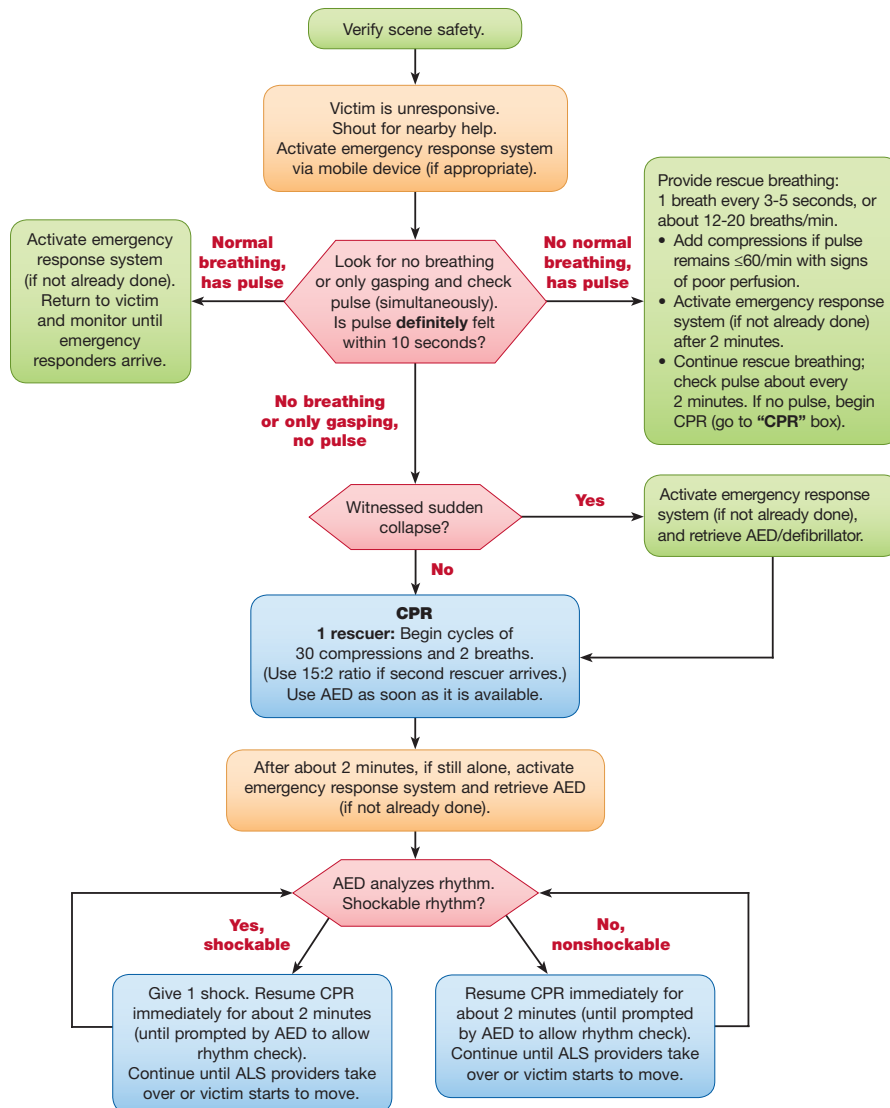 Verify scene safety.
Victim is unresponsive.
Shout for nearby help.
Activate emergency response system
via mobile device (if appropriate).
Normal
breathing,
has pulse
Activate emergency
response system
(if not already done).
Return to victim
and monitor until
emergency
responders arrive.
Look for no breathing
or only gasping and check
pulse (simultaneously).
Is pulse definitely felt
within 10 seconds?
No normal
breathing,
has pulse
Provide rescue breathing:
1 breath every 3-5 seconds, or
about 12-20 breaths/min.
• Add compressions if pulse
remains ≤60/min with signs
of poor perfusion.
• Activate emergency response
system (if not already done)
after 2 minutes.
• Continue rescue breathing;
check pulse about every
2 minutes. If no pulse, begin
CPR (go to “CPR” box).
No breathing
or only gasping,
no pulse
Witnessed sudden
collapse?
Yes
Activate emergency response
system (if not already done),
and retrieve AED/defibrillator.
No
CPR
1 rescuer: Begin cycles of
30 compressions and 2 breaths.
(Use 15:2 ratio if second rescuer arrives.)
Use AED as soon as it is available.
After about 2 minutes, if still alone, activate
emergency response system and retrieve AED
(if not already done).
AED analyzes rhythm.
Shockable rhythm?
Yes,
shockable
No,
nonshockable
Give 1 shock. Resume CPR
immediately for about 2 minutes
(until prompted by AED to allow
rhythm check).
Continue until ALS providers take
over or victim starts to move.
Resume CPR immediately for
about 2 minutes (until prompted
by AED to allow rhythm check).
Continue until ALS providers take
over or victim starts to move.